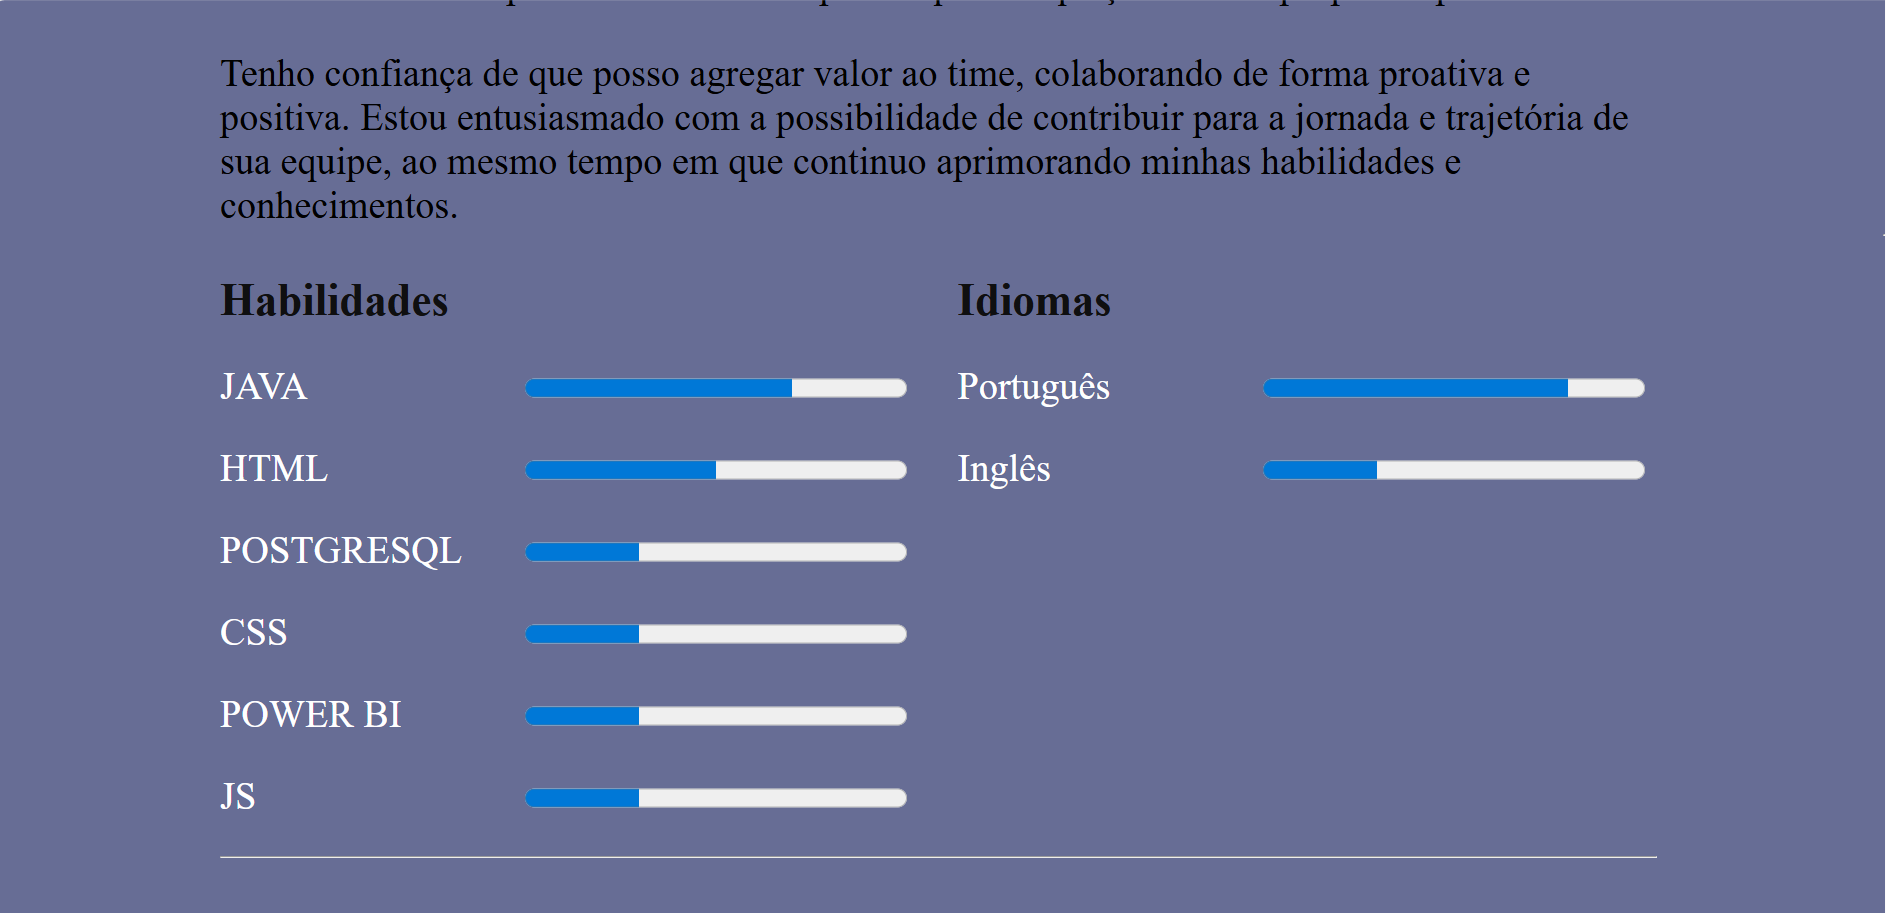 Tenho confiança de que posso agregar valor ao time, colaborando de forma proativa e
positiva. Estou entusiasmado com a possibilidade de contribuir para a jornada e trajetória de
sua equipe, ao mesmo tempo em que continuo aprimorando minhas habilidades e
conhecimentos.
Habilidades
JAVA
HTML
POSTGRESQL
CSS
POWER BI
JS
Idiomas
Português
Inglês